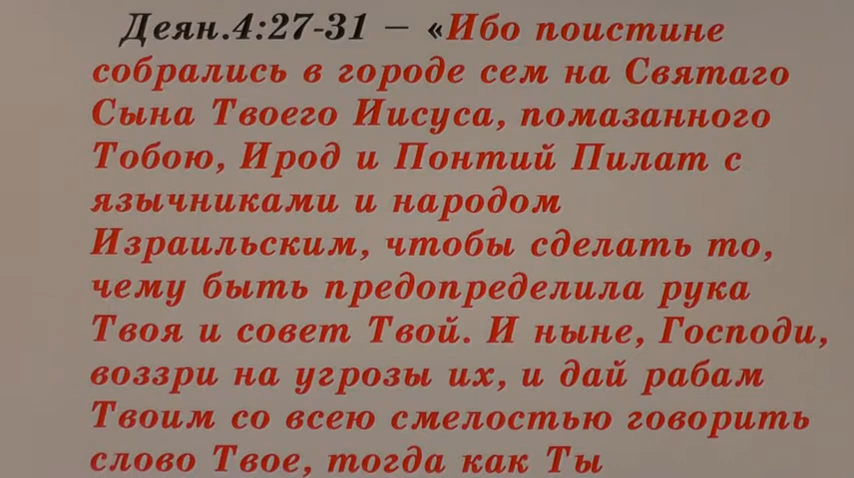 Деян.4:27-31 – «Ибо поистине
собрались в городе сем на Святаго
Сына Твоего Иисуса, помазанного
Тобою, Ирод и Понтий Пилат с
язычниками и народом
Израильским, чтобы сделать то,
чему быть предопределила рука
Твоя и совет Твой. И ныне, Господи,
воззри на угрозы их, и дай рабам
Твоим со всею смелостью говорить
слово Твое, тогда как Ты